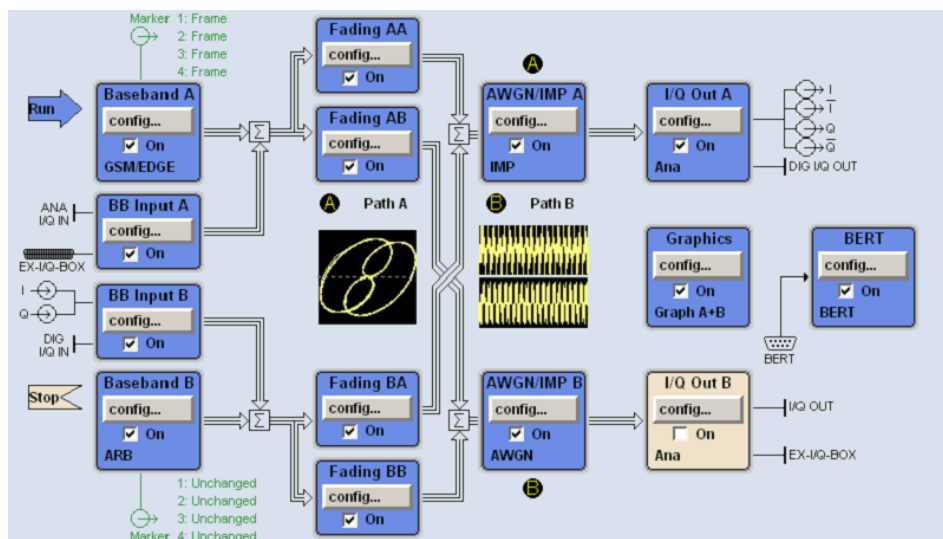 Marker 1: Frame
2: Frame
3: Frame
4: Frame
Run
Baseband A
config...
On
GSM/EDGE
Fading AA
config...
On
Fading AB
config...
On
Σ
Σ
A
AWGN/IMP A
config...
On
IMP
I/Q Out A
config...
On
Ana
I
I
Q
Q
DIG I/Q OUT
ANA
I/Q IN
EX-I/Q-BOX
BB Input A
config...
On
A Path A
B Path B
Graphics
config...
On
Graph A+B
BERT
config...
On
BERT
BERT
I
Q
DIG
I/Q IN
BB Input B
config...
On
Stop
Baseband B
config...
On
ARB
Σ
Fading BA
config...
On
Fading BB
config...
On
Σ
AWGN/IMP B
config...
On
AWGN
B
I/Q Out B
config...
On
Ana
I/Q OUT
EX-I/Q-BOX
1: Unchanged
2: Unchanged
3: Unchanged
Marker 4: Unchanged